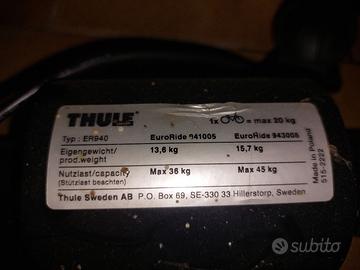 THULE
Sweden
1x = max 20 kg
Typ : ER940 EuroRide 941005 EuroRide 943005
Eigengewicht/
prod.weight 13,6 kg 15,7 kg
Nutzlast/capacity Max 36 kg Max 45 kg
(Stützlast beachten)
Thule Sweden AB P.O. Box 69, SE-330 33 Hillerstorp, Sweden
Made in Poland
515-2222
subito